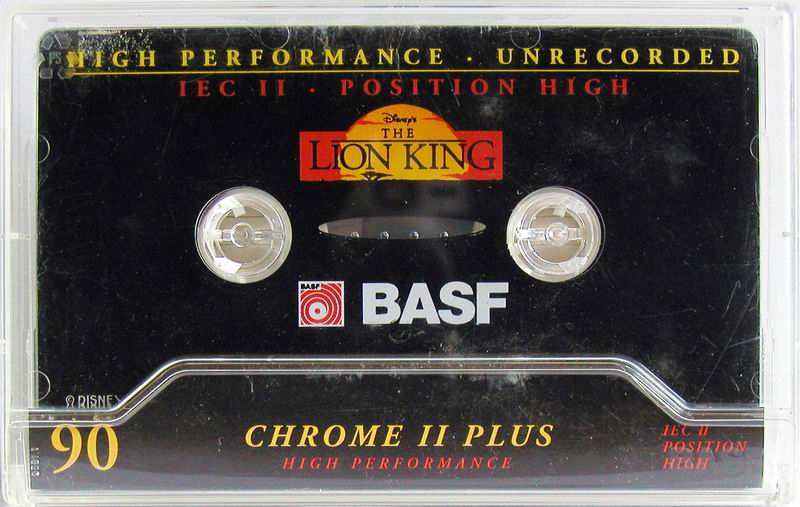 HIGH PERFORMANCE · UNRECORDED
IEC II · POSITION HIGH
DISNEY'S
THE
LION KING
BASF
BASF
DISNEY
90
CHROME II PLUS
HIGH PERFORMANCE
IEC II
POSITION
HIGH